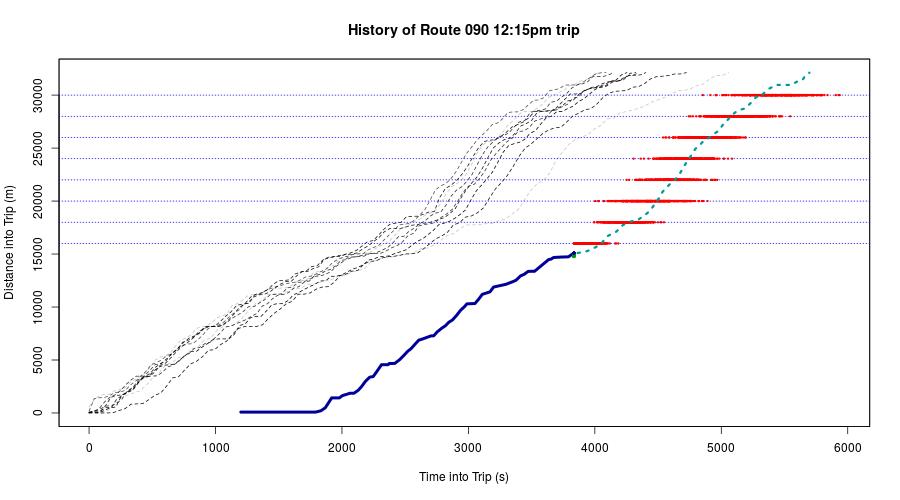 History of Route 090 12:15pm trip
Distance into Trip (m)
30000
25000
20000
15000
10000
5000
0
0 1000 2000 3000 4000 5000 6000
Time into Trip (s)